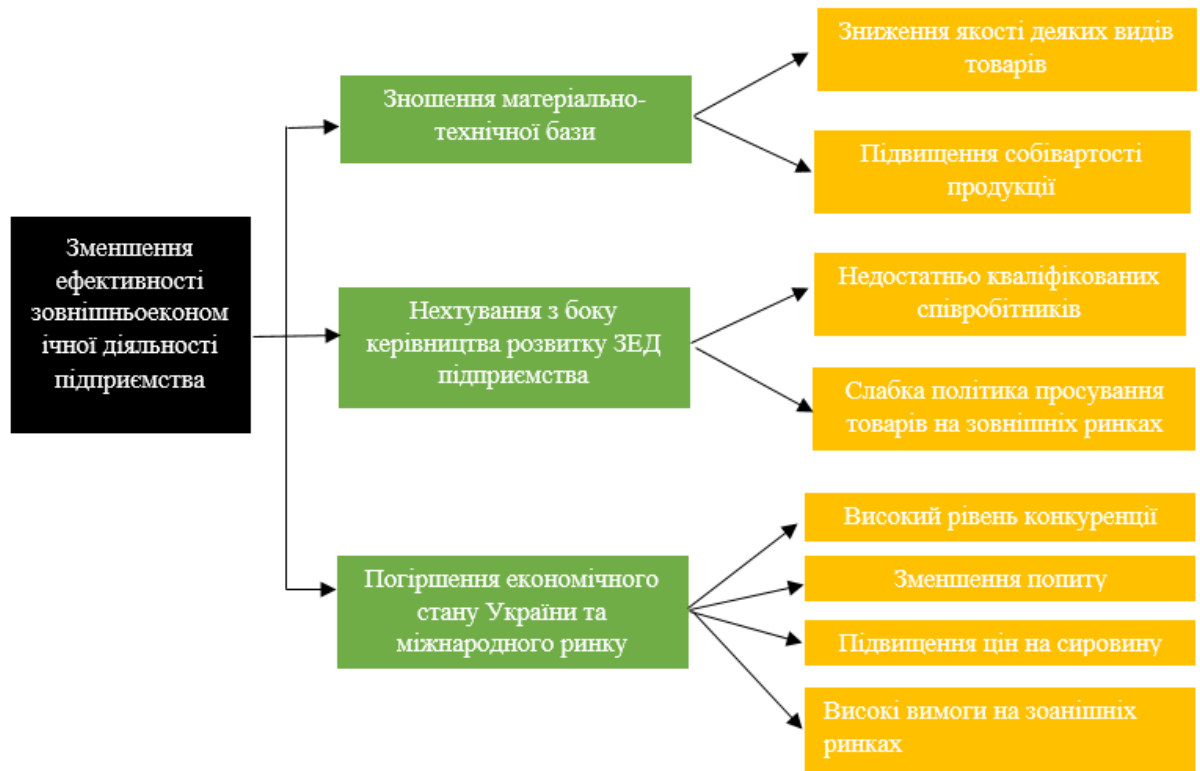 Зменшення
ефективності
зовнішньоеконом
ічної діяльності
підприємства
Зношення матеріально-
технічної бази
Зниження якості деяких видів
товарів
Підвищення собівартості
продукції
Нехтування з боку
керівництва розвитку ЗЕД
підприємства
Недостатньо кваліфікованих
співробітників
Слабка політика просування
товарів на зовнішніх ринках
Погіршення економічного
стану України та
міжнародного ринку
Високий рівень конкуренції
Зменшення попиту
Підвищення цін на сировину
Високі вимоги на зоанішніх
ринках